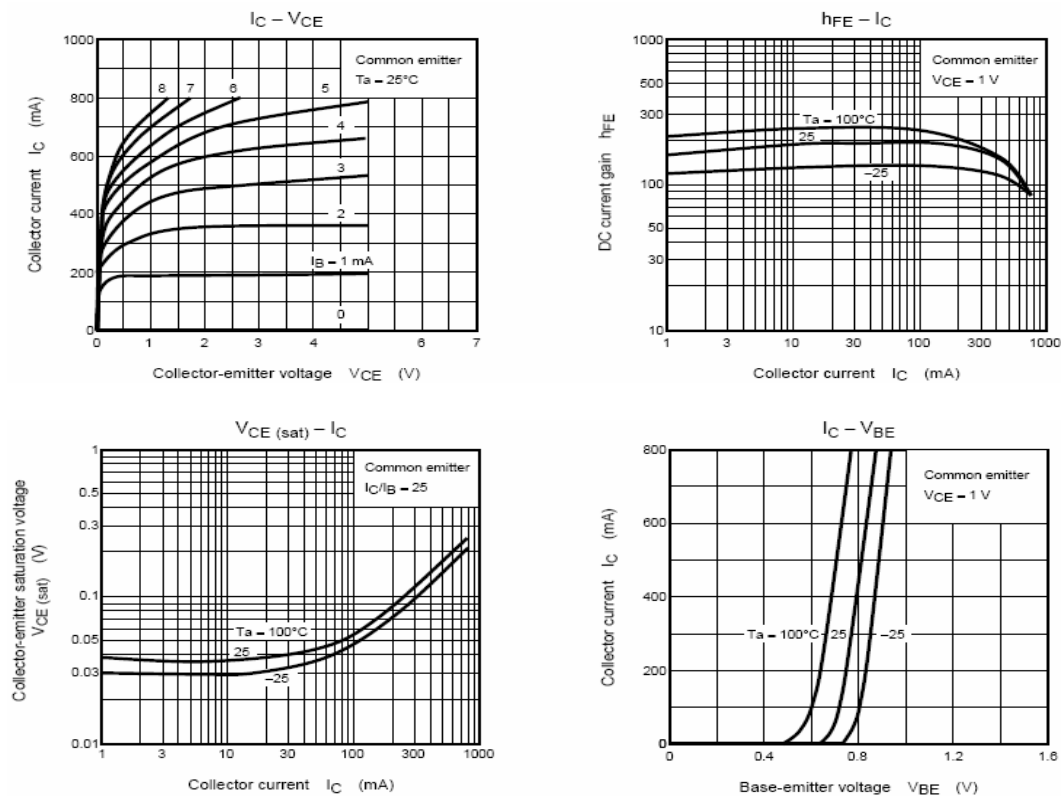 IC – VCE
1000
800
600
400
200
0
Collector current IC (mA)
Common emitter
Ta = 25°C
8 7 6 5
4
3
2
IB = 1 mA
0
0 1 2 4 6 7
Collector-emitter voltage VCE (V)
hFE – IC
1000
500
300
100
50
30
10
DC current gain hFE
Common emitter
VCE = 1 V
Ta = 100°C
25
–25
1 3 10 30 100 300 1000
Collector current IC (mA)
VCE (sat) – IC
1
0.5
0.3
0.1
0.05
0.03
0.01
Collector-emitter saturation voltage
VCE (sat) (V)
Common emitter
IC/IB = 25
Ta = 100°C
25
–25
1 3 10 30 100 300 1000
Collector current IC (mA)
IC – VBE
800
600
400
200
0
Collector current IC (mA)
Common emitter
VCE = 1 V
Ta = 100°C 25 –25
0 0.4 0.8 1.2 1.6
Base-emitter voltage VBE (V)